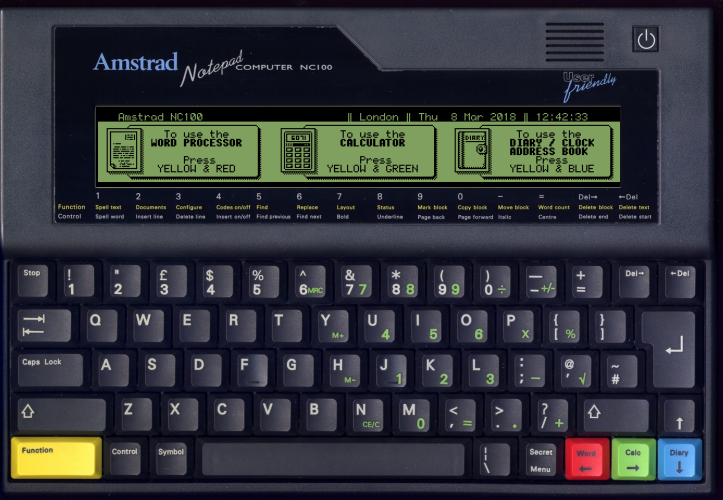 Amstrad Notepad COMPUTER NC100
User friendly
Amstrad NC100 || London || Thu 8 Mar 2018 || 12:42:33
To use the WORD PROCESSOR Press YELLOW & RED
To use the CALCULATOR Press YELLOW & GREEN
DIARY
To use the DIARY / CLOCK ADDRESS BOOK Press YELLOW & BLUE
1 2 3 4 5 6 7 8 9 0 – = Del→ ←Del
Function Spell text Documents Configure Codes on/off Find Replace Layout Status Mark block Copy block Move block Word count Delete block Delete text
Control Spell word Insert line Delete line Insert on/off Find previous Find next Bold Underline Page back Page forward Italic Centre Delete end Delete start
Stop ! 1 " 2 £ 3 $ 4 % 5 ^ 6 MRC & 7 7 * 8 8 ( 9 9 ) 0 ÷ — – +/- + = Del→ ←Del
Q W E R T Y M+ U 4 I 5 O 6 P X { [ % } ]
Caps Lock A S D F G H M- J 1 K 2 L 3 : ; – @ ' √ ~ #
Z X C V B N CE/C M 0 < , = > . . ? / + ↑
Function Control Symbol | \ Secret Menu Word ← Calc → Diary ↓